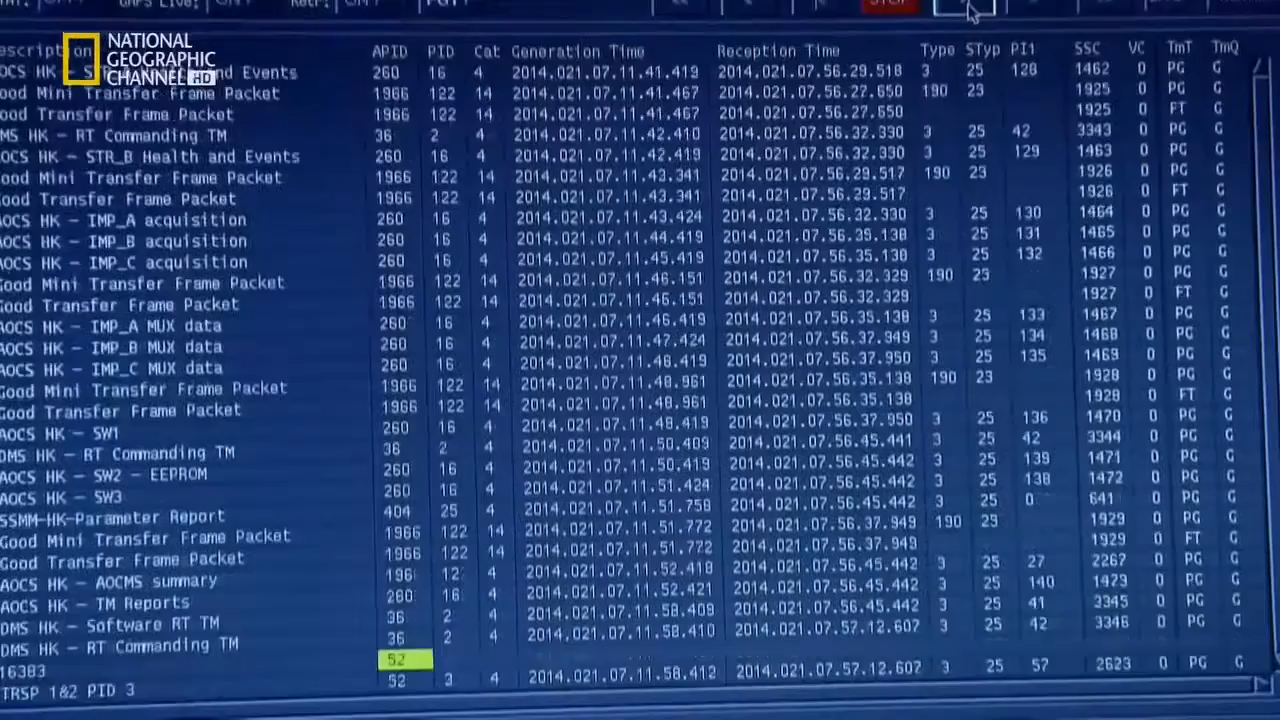 NATIONAL
GEOGRAPHIC
CHANNEL HD
APID PID Cat Generation Time Reception Time Type STyp PI1 SSC VC TmT TmQ
and Events 260 16 4 2014.021.07.11.41.419 2014.021.07.56.29.518 3 25 128 1462 0 PG G
ood Mini Transfer Frame Packet 1966 122 14 2014.021.07.11.41.467 2014.021.07.56.27.650 190 23 1925 0 PG G
ood Transfer Frame Packet 1966 122 14 2014.021.07.11.41.467 2014.021.07.56.27.650 1925 0 FT G
MS HK - RT Commanding TM 36 2 4 2014.021.07.11.42.410 2014.021.07.56.32.330 3 25 42 3343 0 PG G
AOCS HK - STR_B Health and Events 260 16 4 2014.021.07.11.42.419 2014.021.07.56.32.330 3 25 129 1463 0 PG G
ood Mini Transfer Frame Packet 1966 122 14 2014.021.07.11.43.341 2014.021.07.56.29.517 190 23 1926 0 PG G
ood Transfer Frame Packet 1966 122 14 2014.021.07.11.43.341 2014.021.07.56.29.517 1926 0 FT G
AOCS HK - IMP_A acquisition 260 16 4 2014.021.07.11.43.424 2014.021.07.56.32.330 3 25 130 1464 0 PG G
AOCS HK - IMP_B acquisition 260 16 4 2014.021.07.11.44.419 2014.021.07.56.35.138 3 25 131 1465 0 PG G
AOCS HK - IMP_C acquisition 260 16 4 2014.021.07.11.45.419 2014.021.07.56.35.138 3 25 132 1466 0 PG G
Good Mini Transfer Frame Packet 1966 122 14 2014.021.07.11.46.151 2014.021.07.56.32.329 190 23 1927 0 PG G
Good Transfer Frame Packet 1966 122 14 2014.021.07.11.46.151 2014.021.07.56.32.329 1927 0 FT G
AOCS HK - IMP_A MUX data 260 16 4 2014.021.07.11.46.419 2014.021.07.56.35.138 3 25 133 1467 0 PG G
AOCS HK - IMP_B MUX data 260 16 4 2014.021.07.11.47.424 2014.021.07.56.37.949 3 25 134 1468 0 PG G
AOCS HK - IMP_C MUX data 260 16 4 2014.021.07.11.48.419 2014.021.07.56.37.950 3 25 135 1469 0 PG G
Good Mini Transfer Frame Packet 1966 122 14 2014.021.07.11.48.961 2014.021.07.56.35.138 190 23 1928 0 PG G
Good Transfer Frame Packet 1966 122 14 2014.021.07.11.48.961 2014.021.07.56.35.138 1928 0 FT G
AOCS HK - SW1 260 16 4 2014.021.07.11.49.419 2014.021.07.56.37.950 3 25 136 1470 0 PG G
DMS HK - RT Commanding TM 36 2 4 2014.021.07.11.50.409 2014.021.07.56.45.441 3 25 42 3344 0 PG G
AOCS HK - SW2 - EEPROM 260 16 4 2014.021.07.11.50.419 2014.021.07.56.45.442 3 25 139 1471 0 PG G
AOCS HK - SW3 260 16 4 2014.021.07.11.51.424 2014.021.07.56.45.442 3 25 138 1472 0 PG G
SSMM-HK-Parameter Report 404 25 4 2014.021.07.11.51.759 2014.021.07.56.45.442 3 25 0 641 0 PG G
Good Mini Transfer Frame Packet 1966 122 14 2014.021.07.11.51.772 2014.021.07.56.37.949 190 23 1929 0 PG G
Good Transfer Frame Packet 1966 122 14 2014.021.07.11.51.772 2014.021.07.56.37.949 1929 0 FT G
AOCS HK - AOCMS summary 196 12 4 2014.021.07.11.52.418 2014.021.07.56.45.442 3 25 27 2267 0 PG G
AOCS HK - TM Reports 260 16 4 2014.021.07.11.52.421 2014.021.07.56.45.442 3 25 140 1473 0 PG G
DMS HK - Software RT TM 36 2 4 2014.021.07.11.58.409 2014.021.07.56.45.442 3 25 41 3345 0 PG G
DMS HK - RT Commanding TM 36 2 4 2014.021.07.11.58.410 2014.021.07.57.12.607 3 25 42 3346 0 PG G
16383 52
TRSP 1&2 PID 3 52 3 4 2014.021.07.11.58.412 2014.021.07.57.12.607 3 25 57 2623 0 PG G